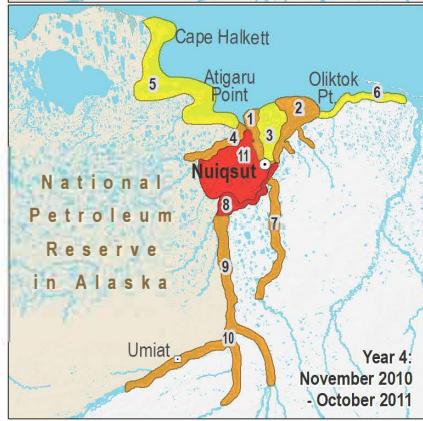 Cape Halkett
5
Atigaru
Point
Oliktok
Pt.
6
1
2
3
4
11
Nuiqsut
National
Petroleum
Reserve
in Alaska
8
7
9
10
Umiat
Year 4:
November 2010
- October 2011